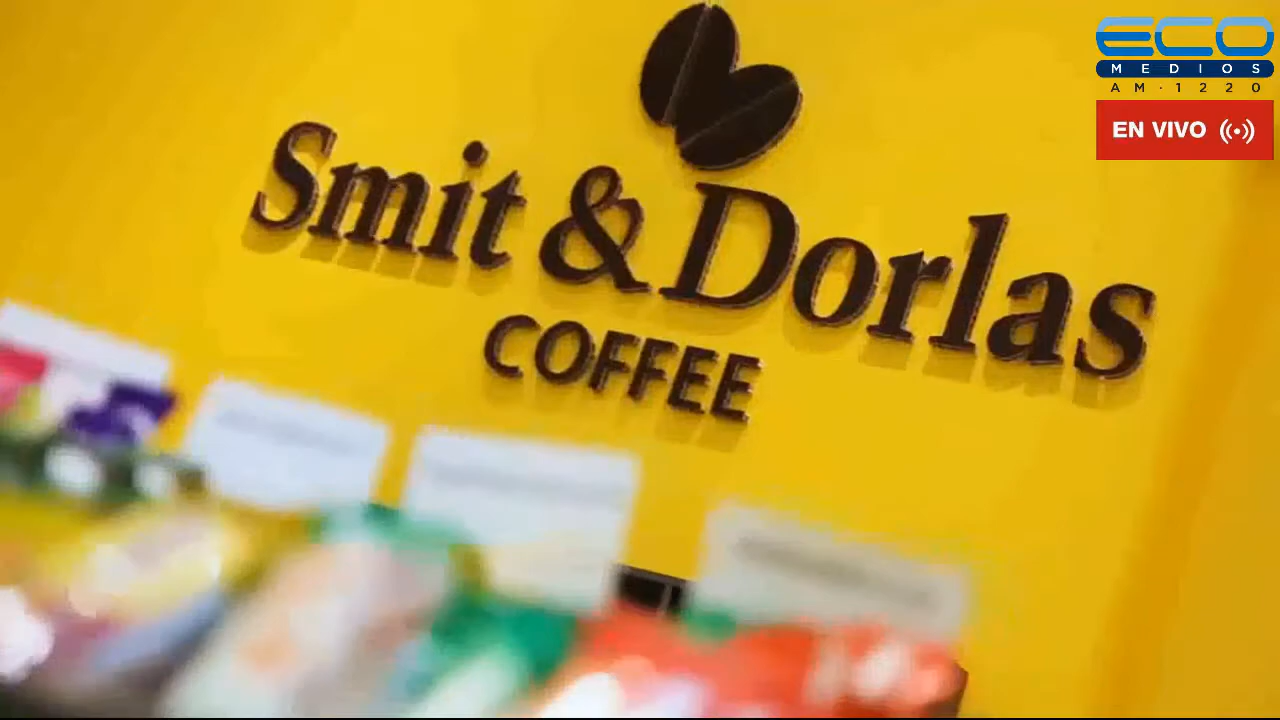 Smit & Dorlas
COFFEE
ECO
MEDIOS
AM·1220
EN VIVO